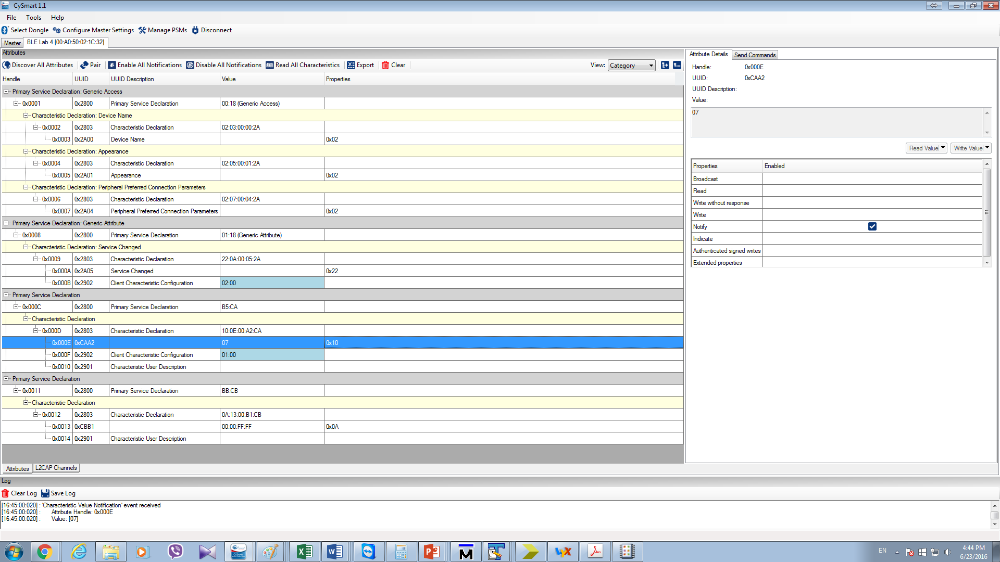 CySmart 1.1
File Tools Help
Select Dongle Configure Master Settings Manage PSMs Disconnect
Master BLE Lab 4 [00:A0:50:02:1C:32]
Attributes
Discover All Attributes Pair Enable All Notifications Disable All Notifications Read All Characteristics Export Clear View: Category
Handle UUID UUID Description Value Properties
Primary Service Declaration: Generic Access
0x0001 0x2800 Primary Service Declaration 00:18 (Generic Access)
Characteristic Declaration: Device Name
0x0002 0x2803 Characteristic Declaration 02:03:00:00:2A
0x0003 0x2A00 Device Name 0x02
Characteristic Declaration: Appearance
0x0004 0x2803 Characteristic Declaration 02:05:00:01:2A
0x0005 0x2A01 Appearance 0x02
Characteristic Declaration: Peripheral Preferred Connection Parameters
0x0006 0x2803 Characteristic Declaration 02:07:00:04:2A
0x0007 0x2A04 Peripheral Preferred Connection Parameters 0x02
Primary Service Declaration: Generic Attribute
0x0008 0x2800 Primary Service Declaration 01:18 (Generic Attribute)
Characteristic Declaration: Service Changed
0x0009 0x2803 Characteristic Declaration 22:0A:00:05:2A
0x000A 0x2A05 Service Changed 0x22
0x000B 0x2902 Client Characteristic Configuration 02:00
Primary Service Declaration
0x000C 0x2800 Primary Service Declaration B5:CA
Characteristic Declaration
0x000D 0x2803 Characteristic Declaration 10:0E:00:A2:CA
0x000E 0xCAA2 07 0x10
0x000F 0x2902 Client Characteristic Configuration 01:00
0x0010 0x2901 Characteristic User Description
Primary Service Declaration
0x0011 0x2800 Primary Service Declaration BB:CB
Characteristic Declaration
0x0012 0x2803 Characteristic Declaration 0A:13:00:B1:CB
0x0013 0xCBB1 00:00:FF:FF 0x0A
0x0014 0x2901 Characteristic User Description
Attributes L2CAP Channels
Attribute Details Send Commands
Handle: 0x000E
UUID: 0xCAA2
UUID Description:
Value:
07
Read Value Write Value
Properties Enabled
Broadcast
Read
Write without response
Write
Notify
Indicate
Authenticated signed writes
Extended properties
Log
Clear Log Save Log
[16:45:00:020] : 'Characteristic Value Notification' event received
[16:45:00:020] : Attribute Handle: 0x000E
[16:45:00:020] : Value: [07]
EN
4:44 PM
6/23/2016